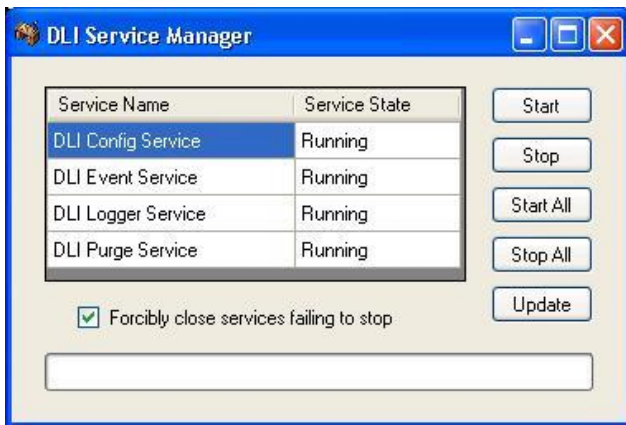 DLI Service Manager
Service Name Service State
DLI Config Service Running
DLI Event Service Running
DLI Logger Service Running
DLI Purge Service Running
Start
Stop
Start All
Stop All
Update
Forcibly close services failing to stop